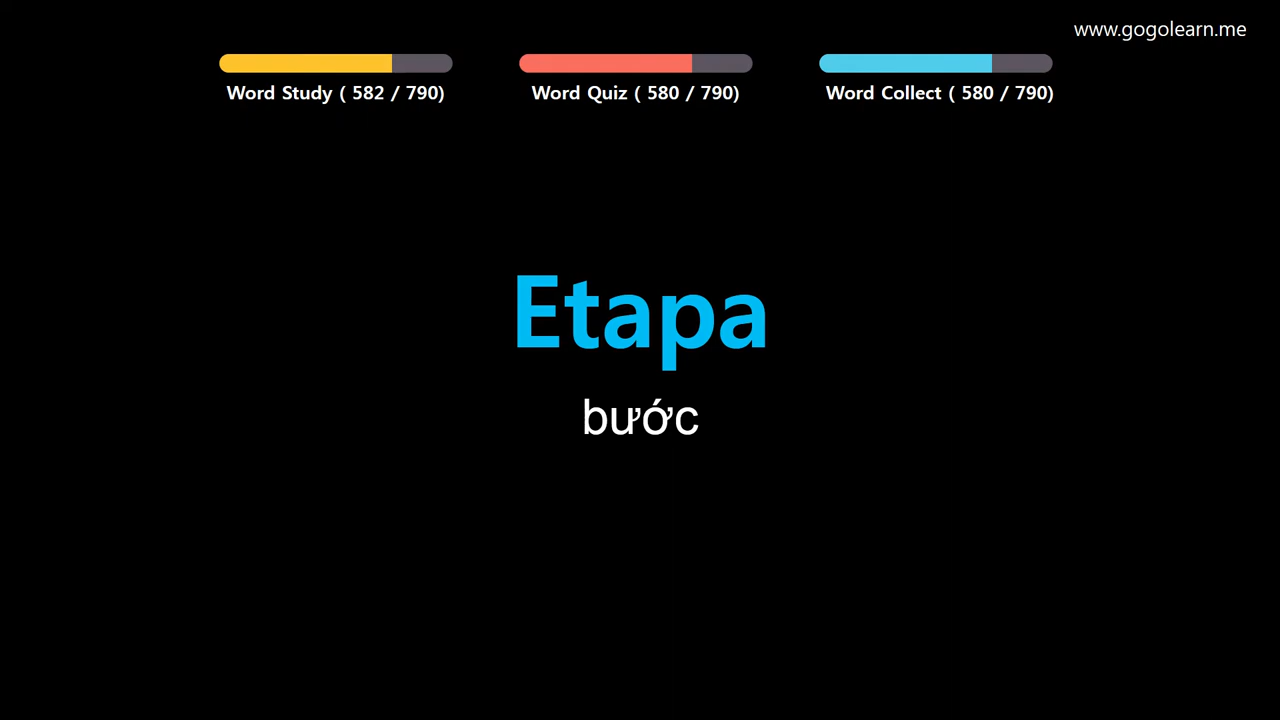 www.gogolearn.me
Word Study ( 582 / 790)
Word Quiz ( 580 / 790)
Word Collect ( 580 / 790)
Etapa
bước